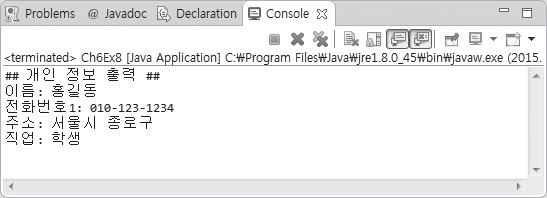 Problems @ Javadoc Declaration Console
<terminated> Ch6Ex8 [Java Application] C:₩Program Files₩Java₩jre1.8.0_45₩bin₩javaw.exe (2015.
## 개인 정보 출력 ##
이름: 홍길동
전화번호1: 010-123-1234
주소: 서울시 종로구
직업: 학생